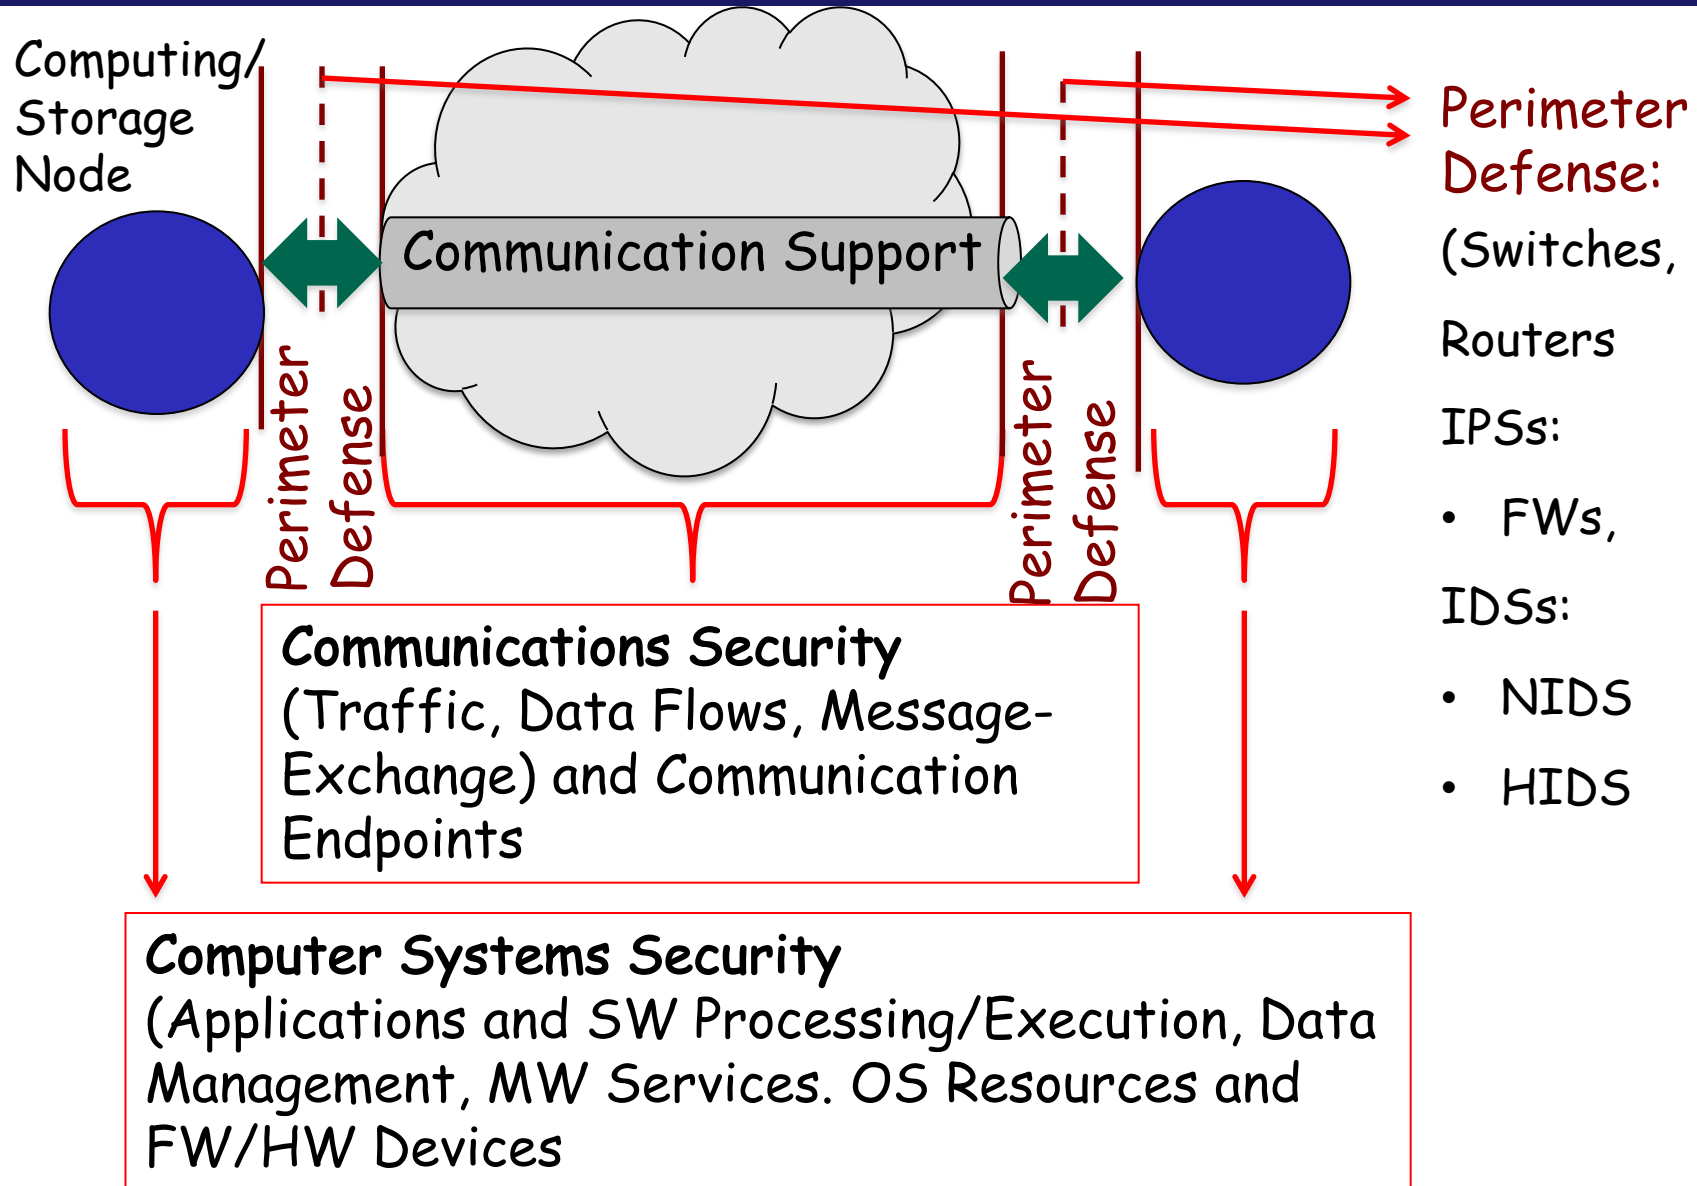 Computing/
Storage
Node
Communication Support
Perimeter
Defense
Perimeter
Defense
Perimeter
Defense:
(Switches,
Routers
IPSs:
• FWs,
IDSs:
• NIDS
• HIDS
Communications Security
(Traffic, Data Flows, Message-
Exchange) and Communication
Endpoints
Computer Systems Security
(Applications and SW Processing/Execution, Data
Management, MW Services. OS Resources and
FW/HW Devices